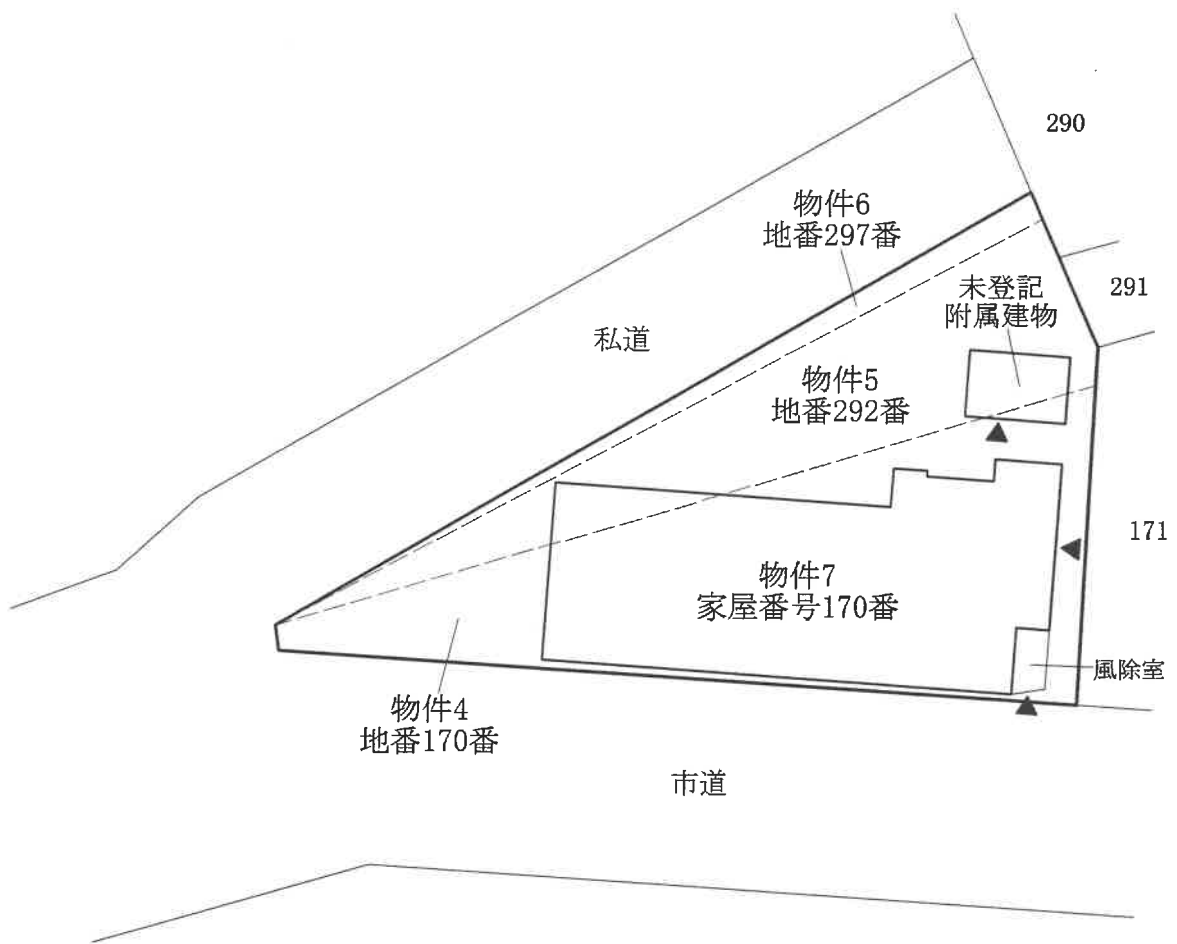 290
物件6
地番297番
291
未登記
附属建物
私道
物件5
地番292番
171
物件7
家屋番号170番
風除室
物件4
地番170番
市道